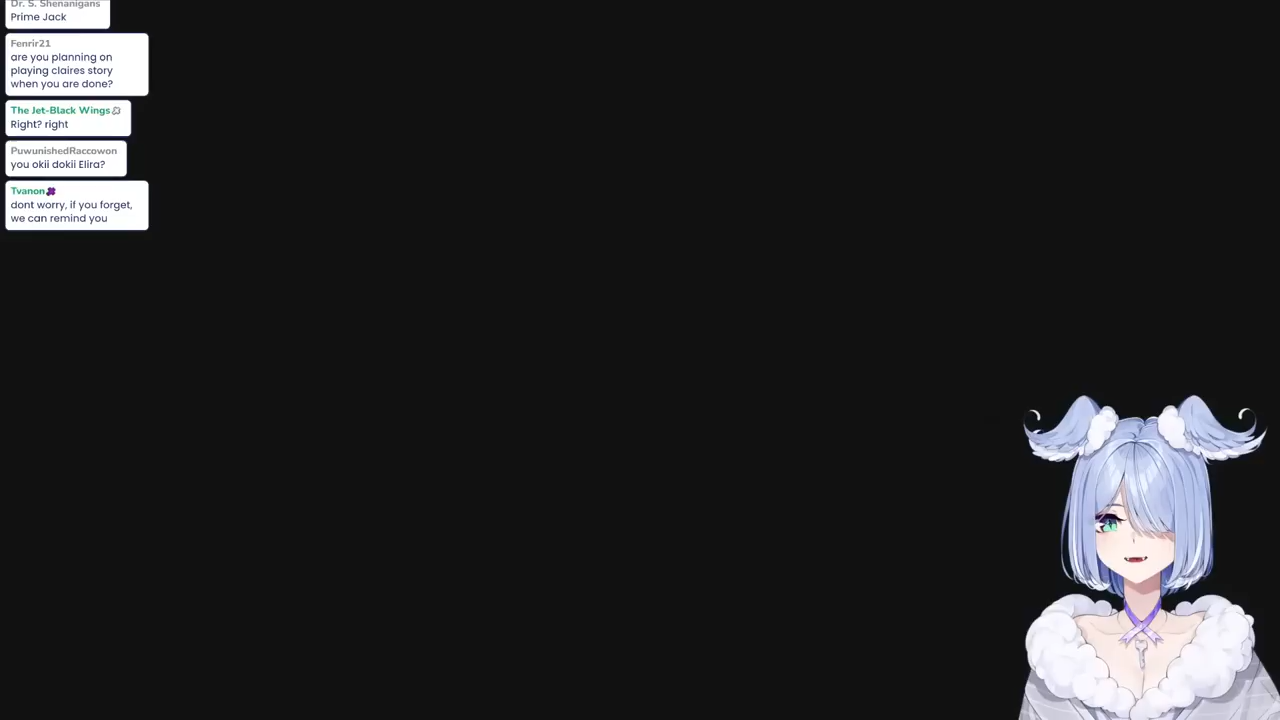 Dr. S. Shenanigans
Prime Jack
Fenrir21
are you planning on
playing claires story
when you are done?
The Jet-Black Wings
Right? right
PuwunishedRaccowon
you okii dokii Elira?
Tvanon
dont worry, if you forget,
we can remind you